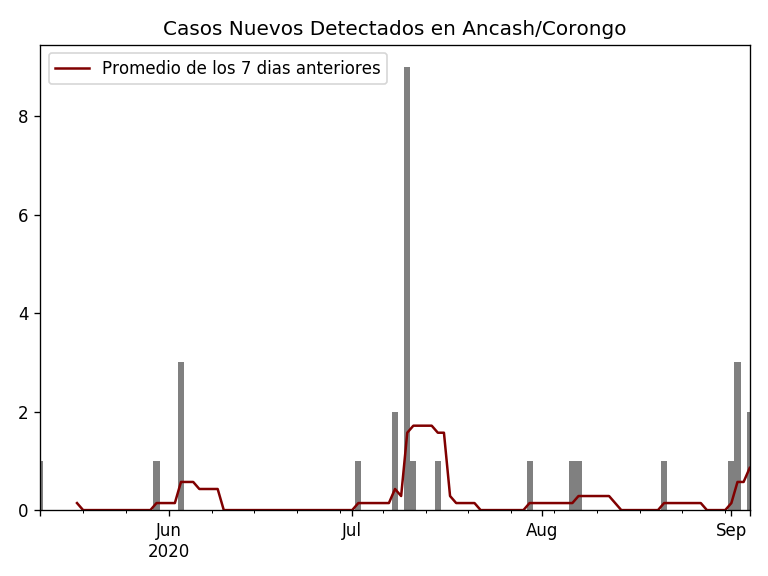 Casos Nuevos Detectados en Ancash/Corongo
Promedio de los 7 dias anteriores
8
6
4
2
0
Jun
2020
Jul
Aug
Sep